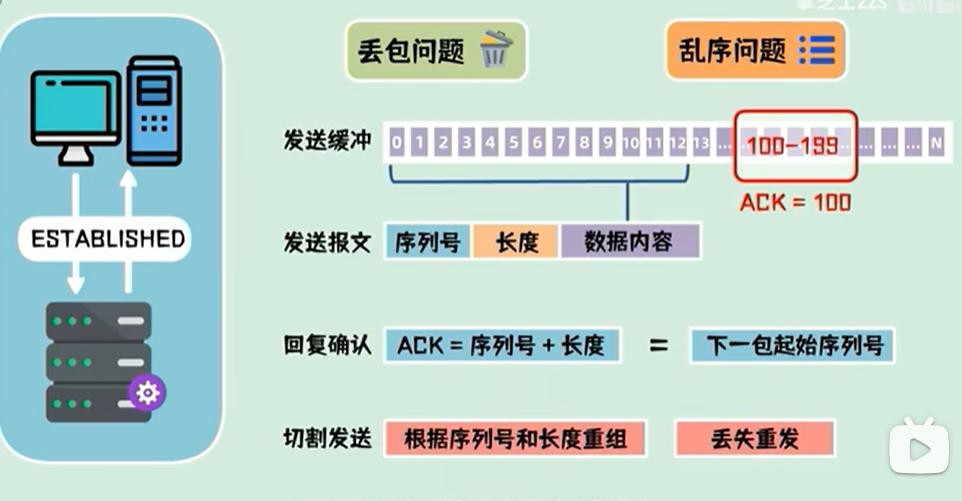 丢包问题
乱序问题
发送缓冲 0 1 2 3 4 5 6 7 8 9 10 11 12 13 ... 100-199 ... ... ... N
ACK = 100
ESTABLISHED
发送报文 序列号 长度 数据内容
回复确认 ACK = 序列号 + 长度 = 下一包起始序列号
切割发送 根据序列号和长度重组 丢失重发